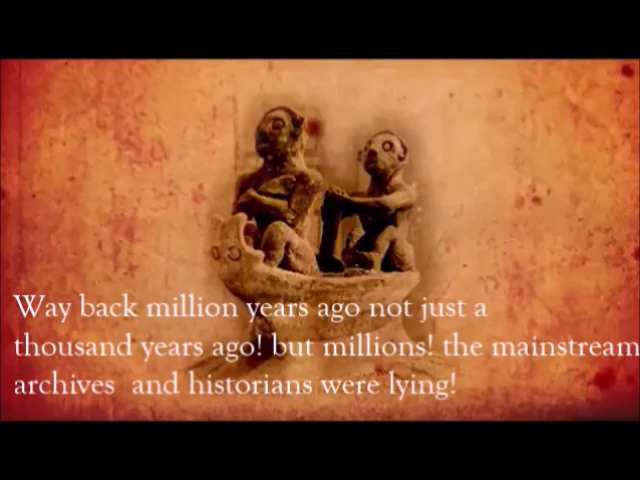 Way back million years ago not just a
thousand years ago! but millions! the mainstream
archives and historians were lying!